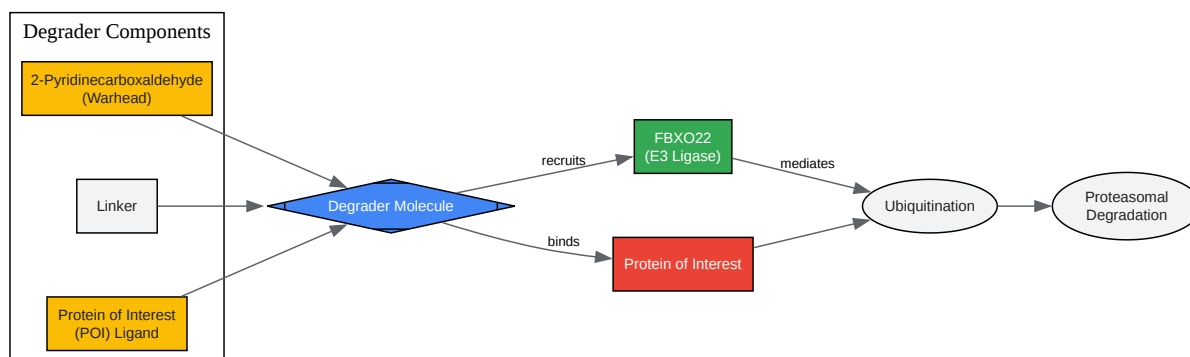 Degrader Components
2-Pyridinecarboxaldehyde
(Warhead)
Linker
Protein of Interest
(POI) Ligand
Degrader Molecule
recruits
binds
FBXO22
(E3 Ligase)
Protein of Interest
mediates
Ubiquitination
Proteasomal
Degradation